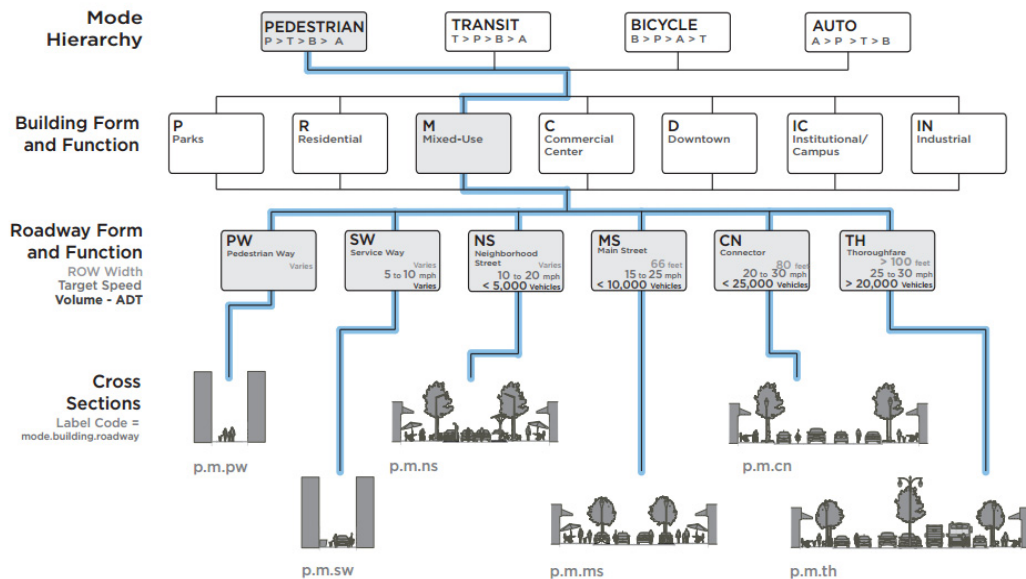 Mode
Hierarchy
PEDESTRIAN
P > T > B > A
TRANSIT
T > P > B > A
BICYCLE
B > P > A > T
AUTO
A > P > T > B
Building Form
and Function
P
Parks
R
Residential
M
Mixed-Use
C
Commercial
Center
D
Downtown
IC
Institutional/
Campus
IN
Industrial
Roadway Form
and Function
ROW Width
Target Speed
Volume - ADT
PW
Pedestrian Way
Varies
SW
Service Way
Varies
5 to 10 mph
Varies
NS
Neighborhood
Street
Varies
10 to 20 mph
< 5,000 Vehicles
MS
Main Street
66 feet
15 to 25 mph
< 10,000 Vehicles
CN
Connector
80 feet
20 to 30 mph
< 25,000 Vehicles
TH
Thoroughfare
> 100 feet
25 to 30 mph
> 20,000 Vehicles
Cross
Sections
Label Code =
mode.building.roadway
p.m.pw
p.m.ns
p.m.cn
p.m.sw
p.m.ms
p.m.th